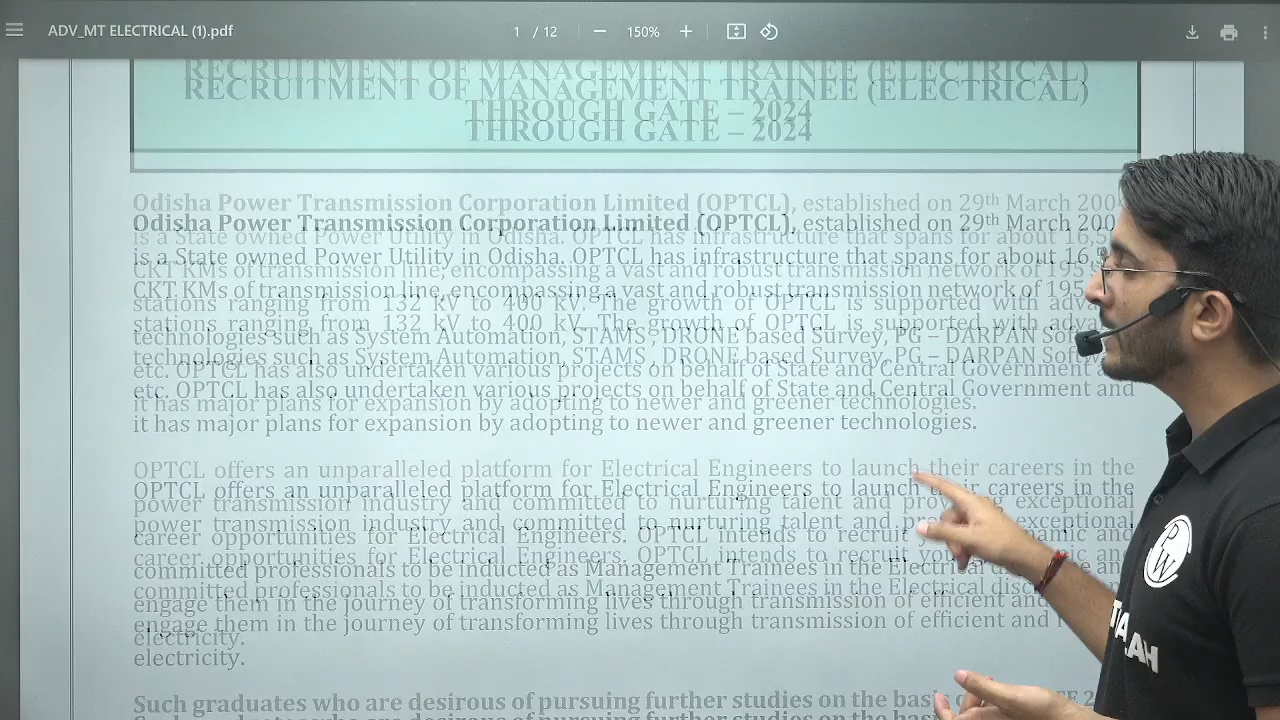 ADV_MT ELECTRICAL (1).pdf
1 / 12
150%
RECRUITMENT OF MANAGEMENT TRAINEE (ELECTRICAL)
THROUGH GATE – 2024
Odisha Power Transmission Corporation Limited (OPTCL), established on 29th March
is a State owned Power Utility in Odisha. OPTCL has infrastructure that spans for about
CKT KMs of transmission line, encompassing a vast and robust transmission network of
stations ranging from 132 kV to 400 kV. The growth of OPTCL is supported with
technologies such as System Automation, STAMS, DRONE based Survey, PG – DARPAN
etc. OPTCL has also undertaken various projects on behalf of State and Central Government and
it has major plans for expansion by adopting to newer and greener technologies.
OPTCL offers an unparalleled platform for Electrical Engineers to launch their careers in the
power transmission industry and committed to nurturing talent and providing exceptional
career opportunities for Electrical Engineers. OPTCL intends to recruit
committed professionals to be inducted as Management Trainees in the Electrical
engage them in the journey of transforming lives through transmission of efficient and
electricity.
Such graduates who are desirous of pursuing further studies on the
PW